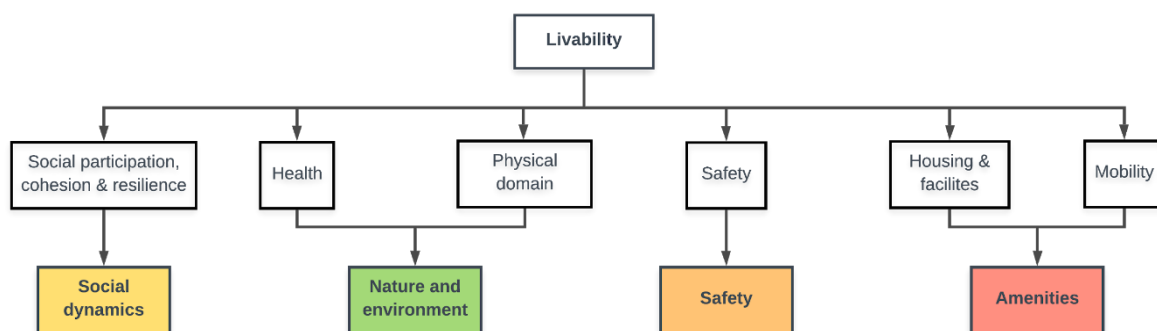 Livability
Social participation,
cohesion & resilience
Health
Physical
domain
Safety
Housing &
facilites
Mobility
Social
dynamics
Nature and
environment
Safety
Amenities